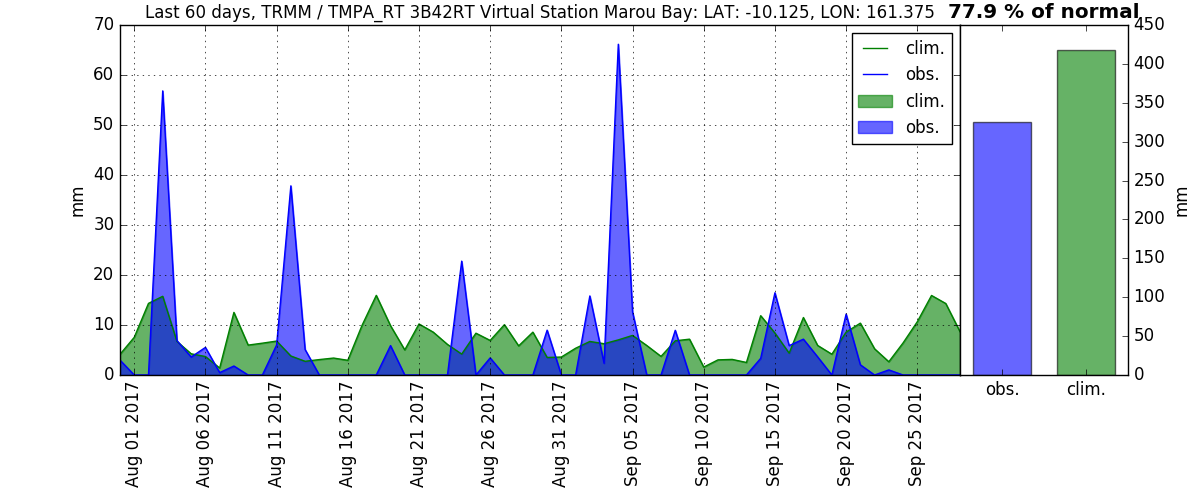 Last 60 days, TRMM / TMPA_RT 3B42RT Virtual Station Marou Bay: LAT: -10.125, LON: 161.375 77.9 % of normal
70
60
50
40
30
20
10
0
mm
clim.
obs.
clim.
obs.
450
400
350
300
250
200
150
100
50
0
mm
Aug 01 2017
Aug 06 2017
Aug 11 2017
Aug 16 2017
Aug 21 2017
Aug 26 2017
Aug 31 2017
Sep 05 2017
Sep 10 2017
Sep 15 2017
Sep 20 2017
Sep 25 2017
obs.
clim.